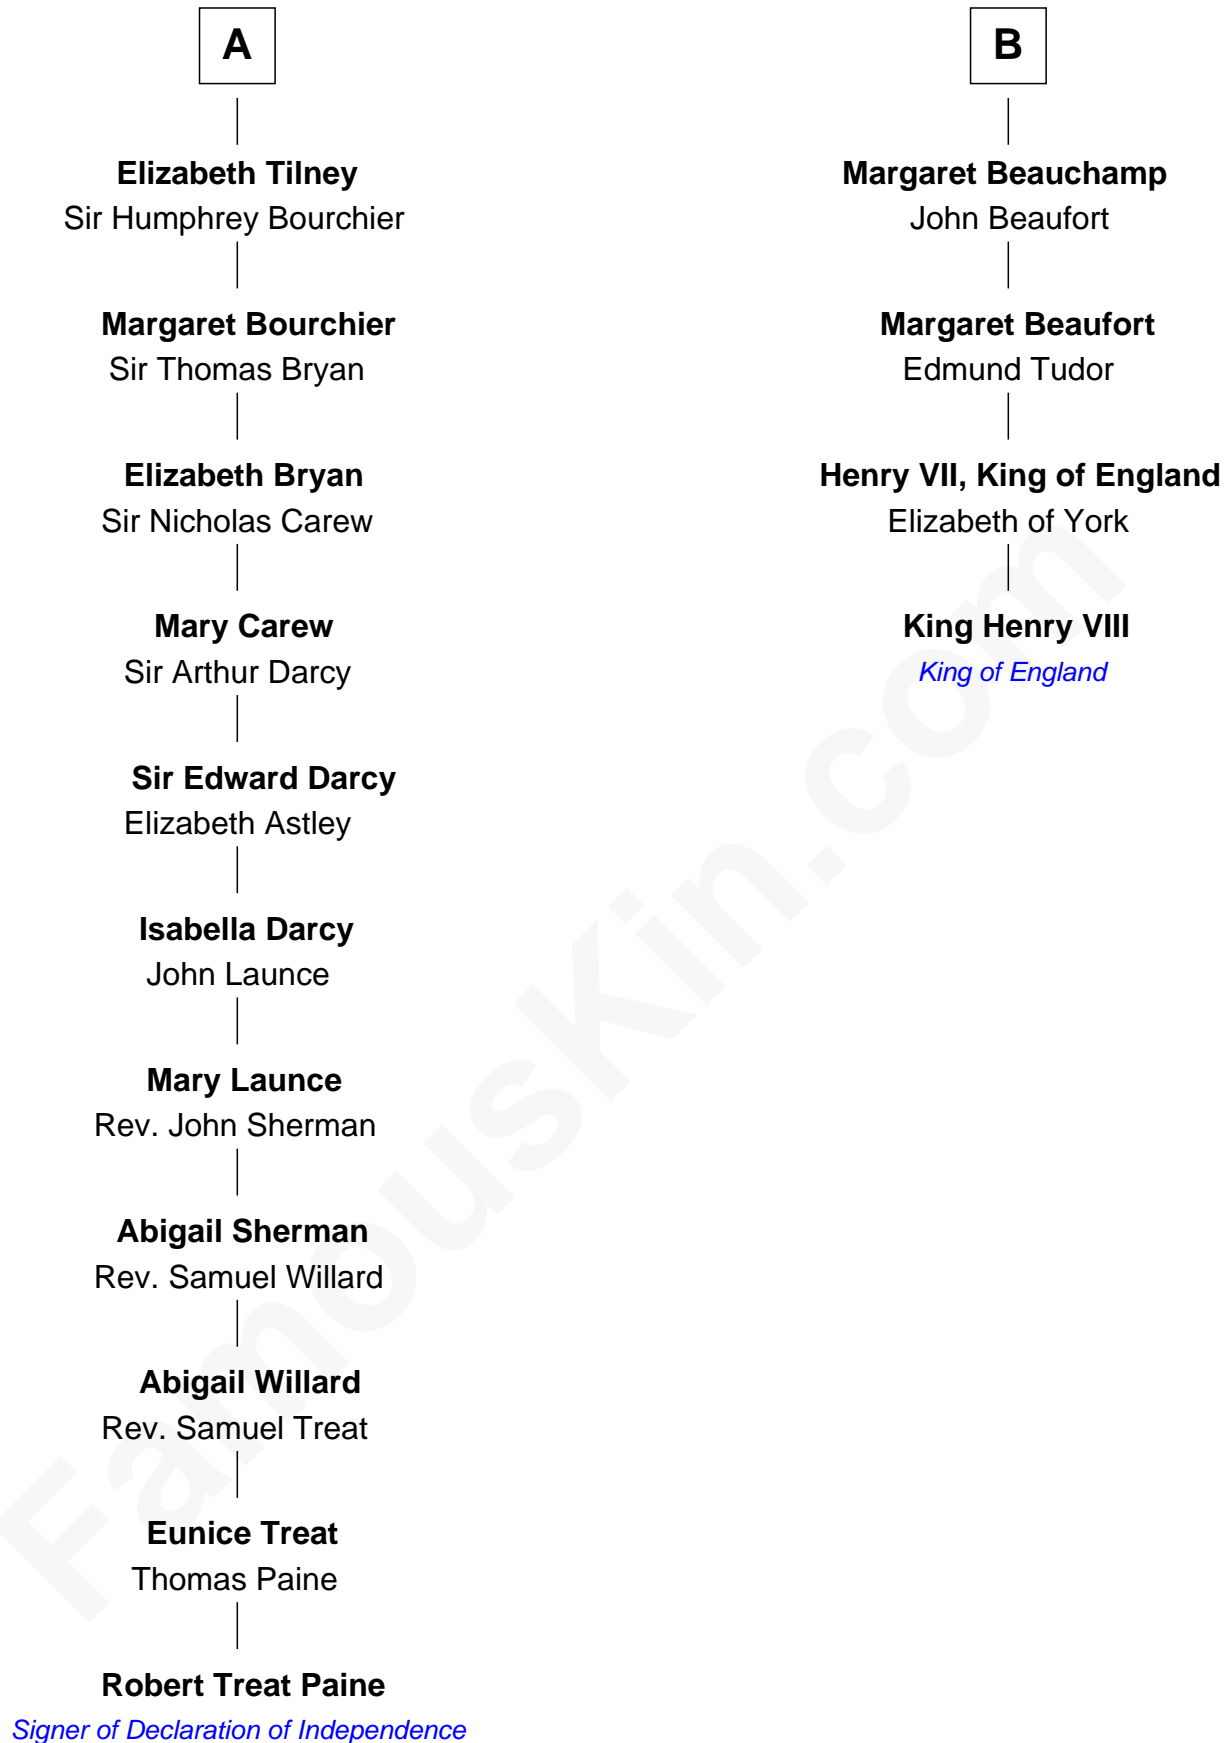 A
Elizabeth Tilney
Sir Humphrey Bourchier
Margaret Bourchier
Sir Thomas Bryan
Elizabeth Bryan
Sir Nicholas Carew
Mary Carew
Sir Arthur Darcy
Sir Edward Darcy
Elizabeth Astley
Isabella Darcy
John Launce
Mary Launce
Rev. John Sherman
Abigail Sherman
Rev. Samuel Willard
Abigail Willard
Rev. Samuel Treat
Eunice Treat
Thomas Paine
Robert Treat Paine
Signer of Declaration of Independence
B
Margaret Beauchamp
John Beaufort
Margaret Beaufort
Edmund Tudor
Henry VII, King of England
Elizabeth of York
King Henry VIII
King of England
FamousKin.com